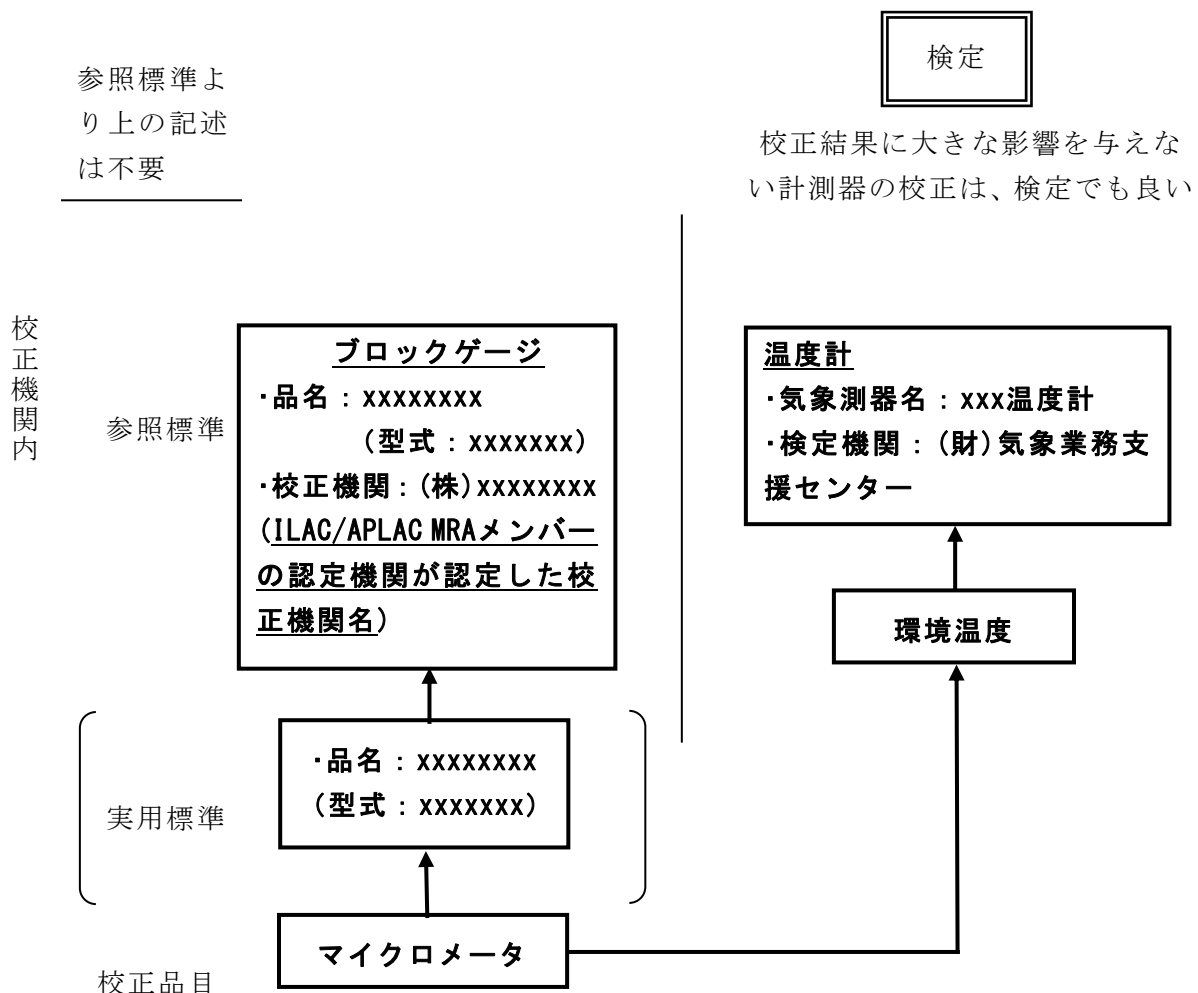 参照標準よ
り上の記述
は不要
検定
校正結果に大きな影響を与えな
い計測器の校正は、検定でも良い
校正機関内
参照標準
ブロックゲージ
・品名：xxxxxxxx
（型式：xxxxxxx）
・校正機関：(株)xxxxxxxx
(ILAC/APLAC MRAメンバー
の認定機関が認定した校
正機関名)
温度計
・気象測器名：xxx温度計
・検定機関：(財)気象業務支
援センター
環境温度
実用標準
・品名：xxxxxxxx
（型式：xxxxxxx）
マイクロメータ
校正品目